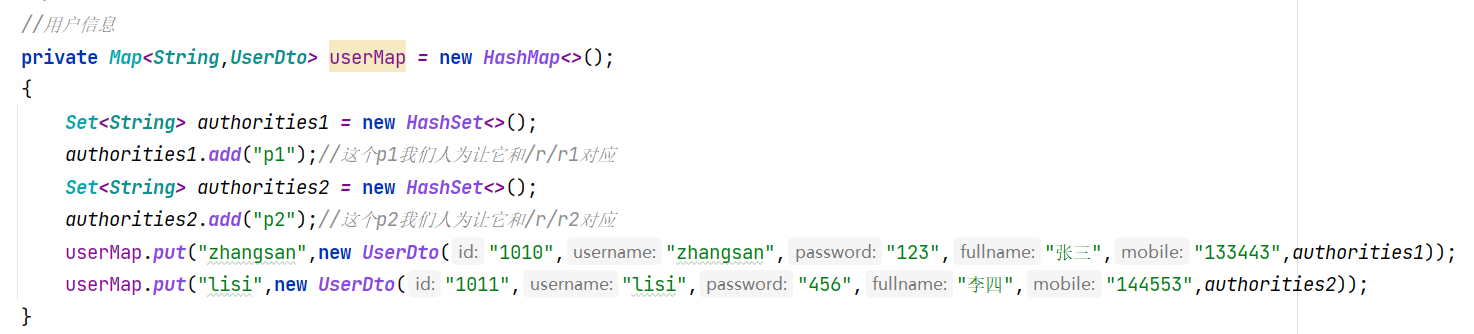 //用户信息
private Map<String,UserDto> userMap = new HashMap<>();
{
Set<String> authorities1 = new HashSet<>();
authorities1.add("p1");//这个p1我们人为让它和/r/r1对应
Set<String> authorities2 = new HashSet<>();
authorities2.add("p2");//这个p2我们人为让它和/r/r2对应
userMap.put("zhangsan",new UserDto( id: "1010", username: "zhangsan", password: "123", fullname: "张三", mobile: "133443",authorities1));
userMap.put("lisi",new UserDto( id: "1011", username: "lisi", password: "456", fullname: "李四", mobile: "144553",authorities2));
}